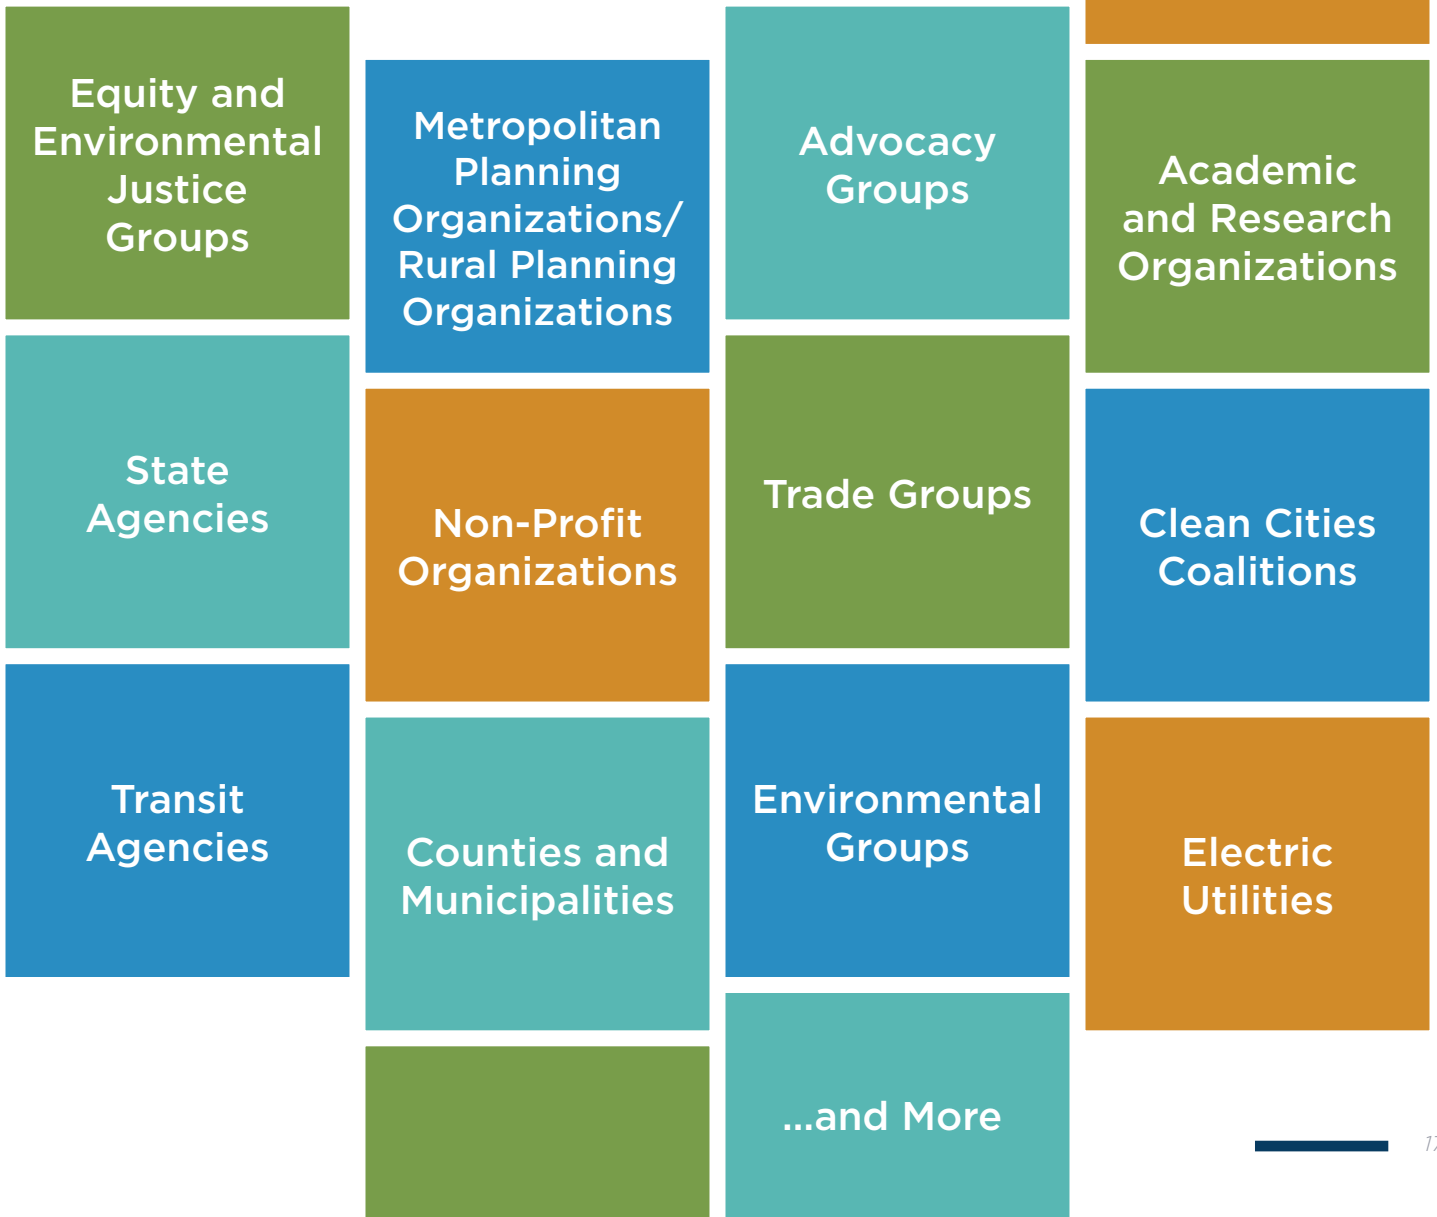 Equity and
Environmental
Justice
Groups
Metropolitan
Planning
Organizations/
Rural Planning
Organizations
Advocacy
Groups
Academic
and Research
Organizations
State
Agencies
Non-Profit
Organizations
Trade Groups
Clean Cities
Coalitions
Transit
Agencies
Counties and
Municipalities
Environmental
Groups
Electric
Utilities
...and More
17